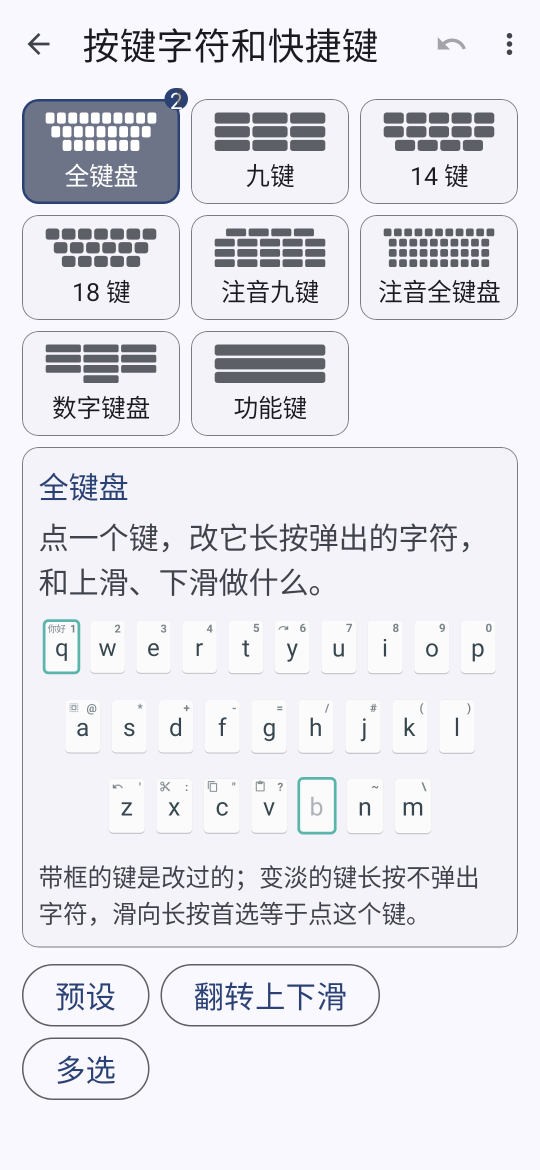 按键字符和快捷键
2
全键盘
九键
14 键
18 键
注音九键
注音全键盘
数字键盘
功能键
全键盘
点一个键，改它长按弹出的字符，
和上滑、下滑做什么。
你好 1 2 3 4 5 6 7 8 9 0
q w e r t y u i o p
@ * + - = / # ( )
a s d f g h j k l
' : " ? ~ \
z x c v b n m
带框的键是改过的；变淡的键长按不弹出
字符，滑向长按首选等于点这个键。
预设
翻转上下滑
多选